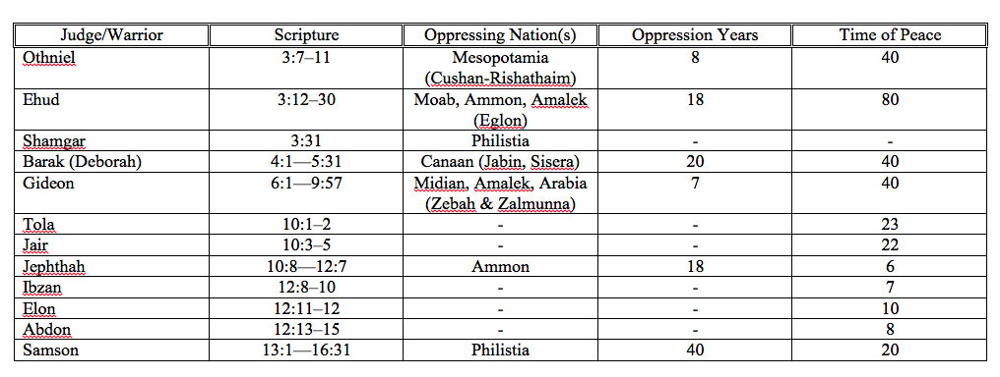 Judge/Warrior Scripture Oppressing Nation(s) Oppression Years Time of Peace
Othniel 3:7–11 Mesopotamia 8 40
(Cushan-Rishathaim)
Ehud 3:12–30 Moab, Ammon, Amalek 18 80
(Eglon)
Shamgar 3:31 Philistia - -
Barak (Deborah) 4:1—5:31 Canaan (Jabin, Sisera) 20 40
Gideon 6:1—9:57 Midian, Amalek, Arabia 7 40
(Zebah & Zalmunna)
Tola 10:1–2 - - 23
Jair 10:3–5 - - 22
Jephthah 10:8—12:7 Ammon 18 6
Ibzan 12:8–10 - - 7
Elon 12:11–12 - - 10
Abdon 12:13–15 - - 8
Samson 13:1—16:31 Philistia 40 20